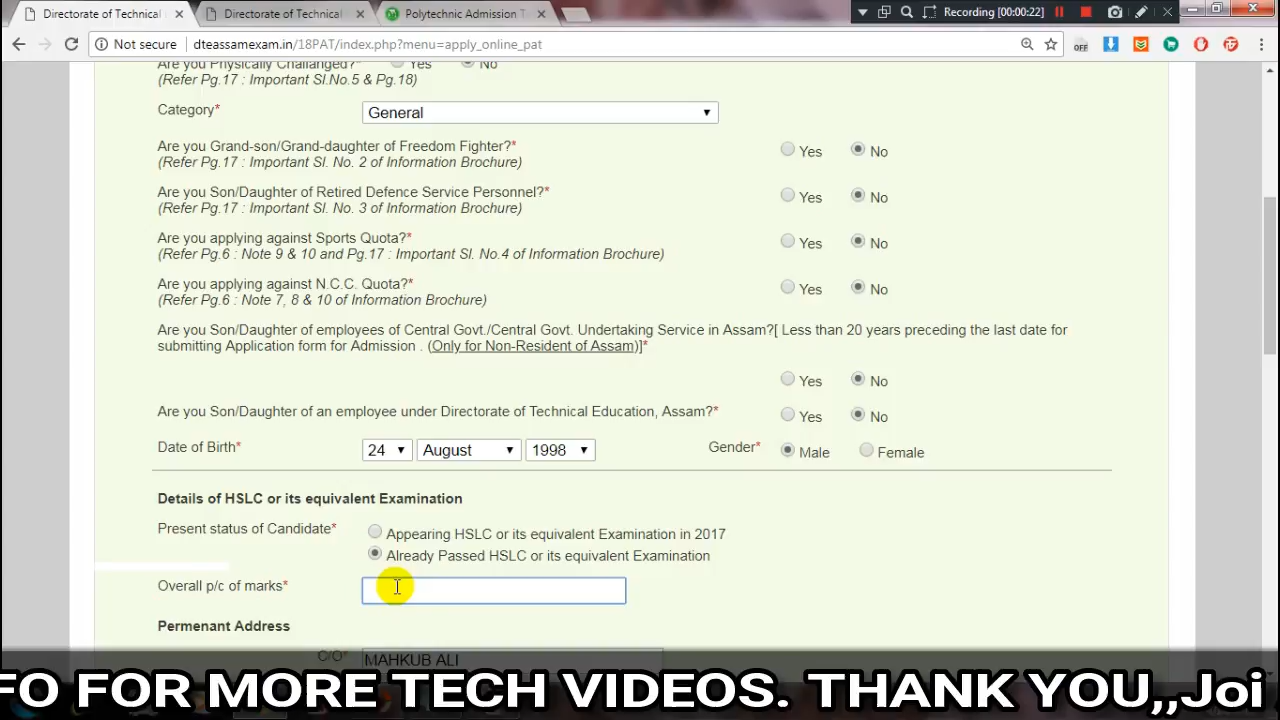 Directorate of Technical
Directorate of Technical
Polytechnic Admission T
Recording [00:00:22]
Not secure
dteassamexam.in/18PAT/index.php?menu=apply_online_pat
OFF
Are you Physically Challanged?* Yes No
(Refer Pg.17 : Important Sl.No.5 & Pg.18)
Category* General
Are you Grand-son/Grand-daughter of Freedom Fighter?*
(Refer Pg.17 : Important Sl. No. 2 of Information Brochure)
Yes No
Are you Son/Daughter of Retired Defence Service Personnel?*
(Refer Pg.17 : Important Sl. No. 3 of Information Brochure)
Yes No
Are you applying against Sports Quota?*
(Refer Pg.6 : Note 9 & 10 and Pg.17 : Important Sl. No.4 of Information Brochure)
Yes No
Are you applying against N.C.C. Quota?*
(Refer Pg.6 : Note 7, 8 & 10 of Information Brochure)
Yes No
Are you Son/Daughter of employees of Central Govt./Central Govt. Undertaking Service in Assam?[ Less than 20 years preceding the last date for
submitting Application form for Admission . (Only for Non-Resident of Assam)]*
Yes No
Are you Son/Daughter of an employee under Directorate of Technical Education, Assam?* Yes No
Date of Birth* 24 August 1998 Gender* Male Female
Details of HSLC or its equivalent Examination
Present status of Candidate* Appearing HSLC or its equivalent Examination in 2017
Already Passed HSLC or its equivalent Examination
Overall p/c of marks*
Permenant Address
C/O* MAHKUB ALI
FO FOR MORE TECH VIDEOS. THANK YOU,,Joi